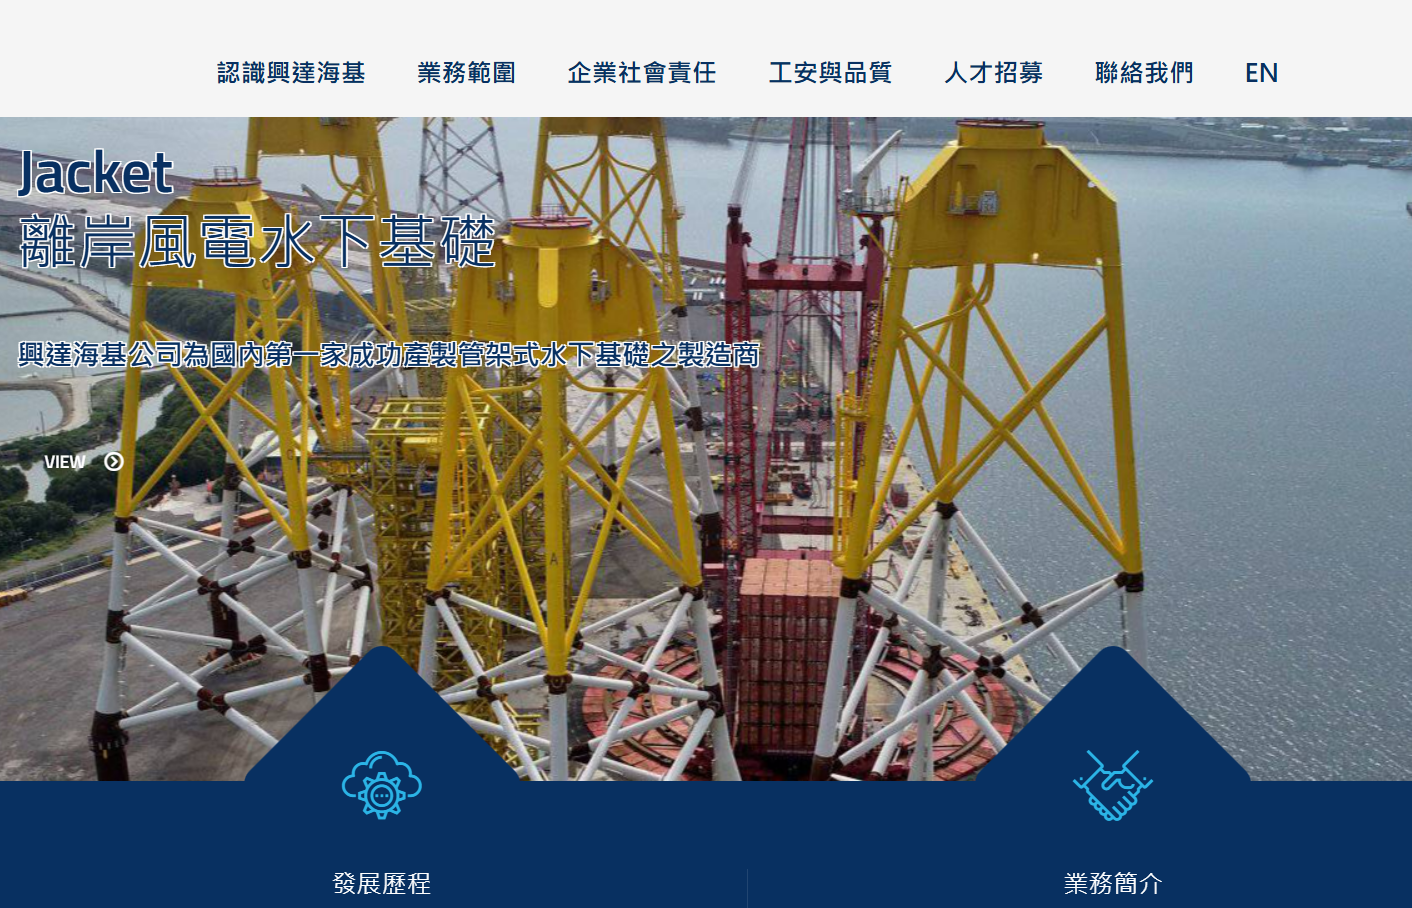 認識興達海基 業務範圍 企業社會責任 工安與品質 人才招募 聯絡我們 EN
Jacket
離岸風電水下基礎
興達海基公司為國內第一家成功產製管架式水下基礎之製造商
VIEW
發展歷程 業務簡介